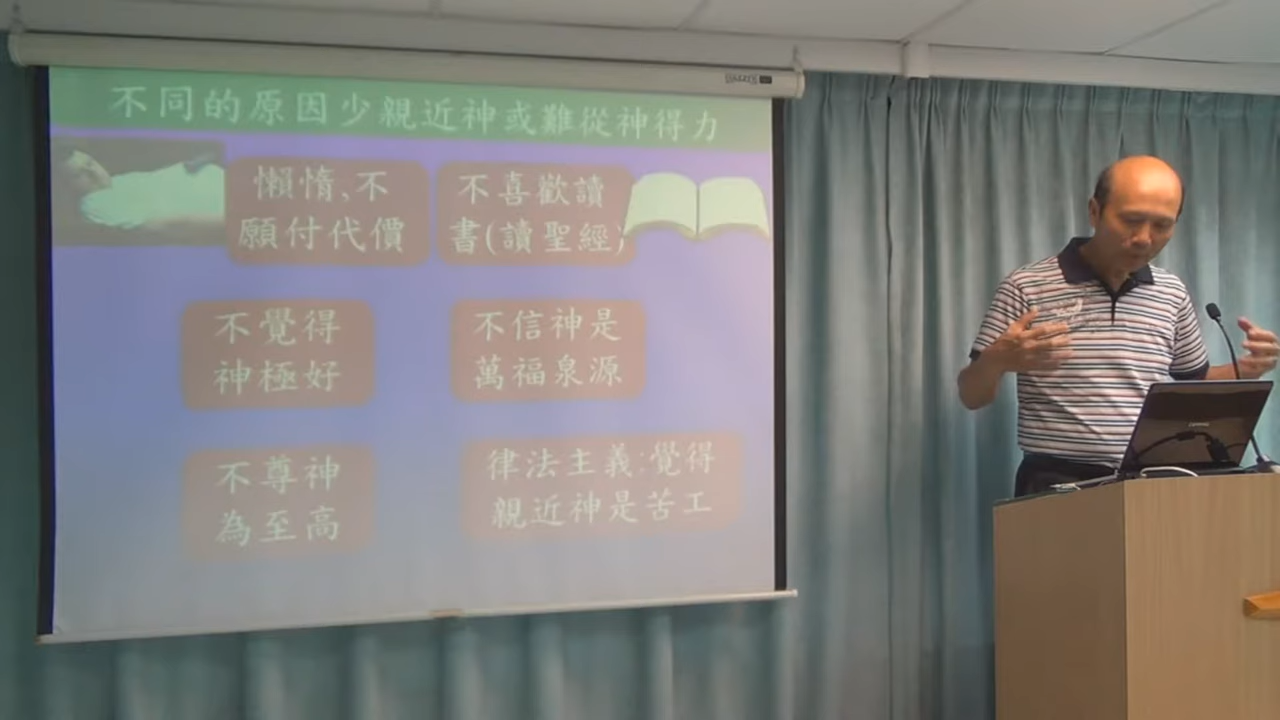 不同的原因少親近神或難從神得力
懶惰,不
願付代價
不喜歡讀
書(讀聖經)
不覺得
神極好
不信神是
萬福泉源
不尊神
為至高
律法主義:覺得
親近神是苦工